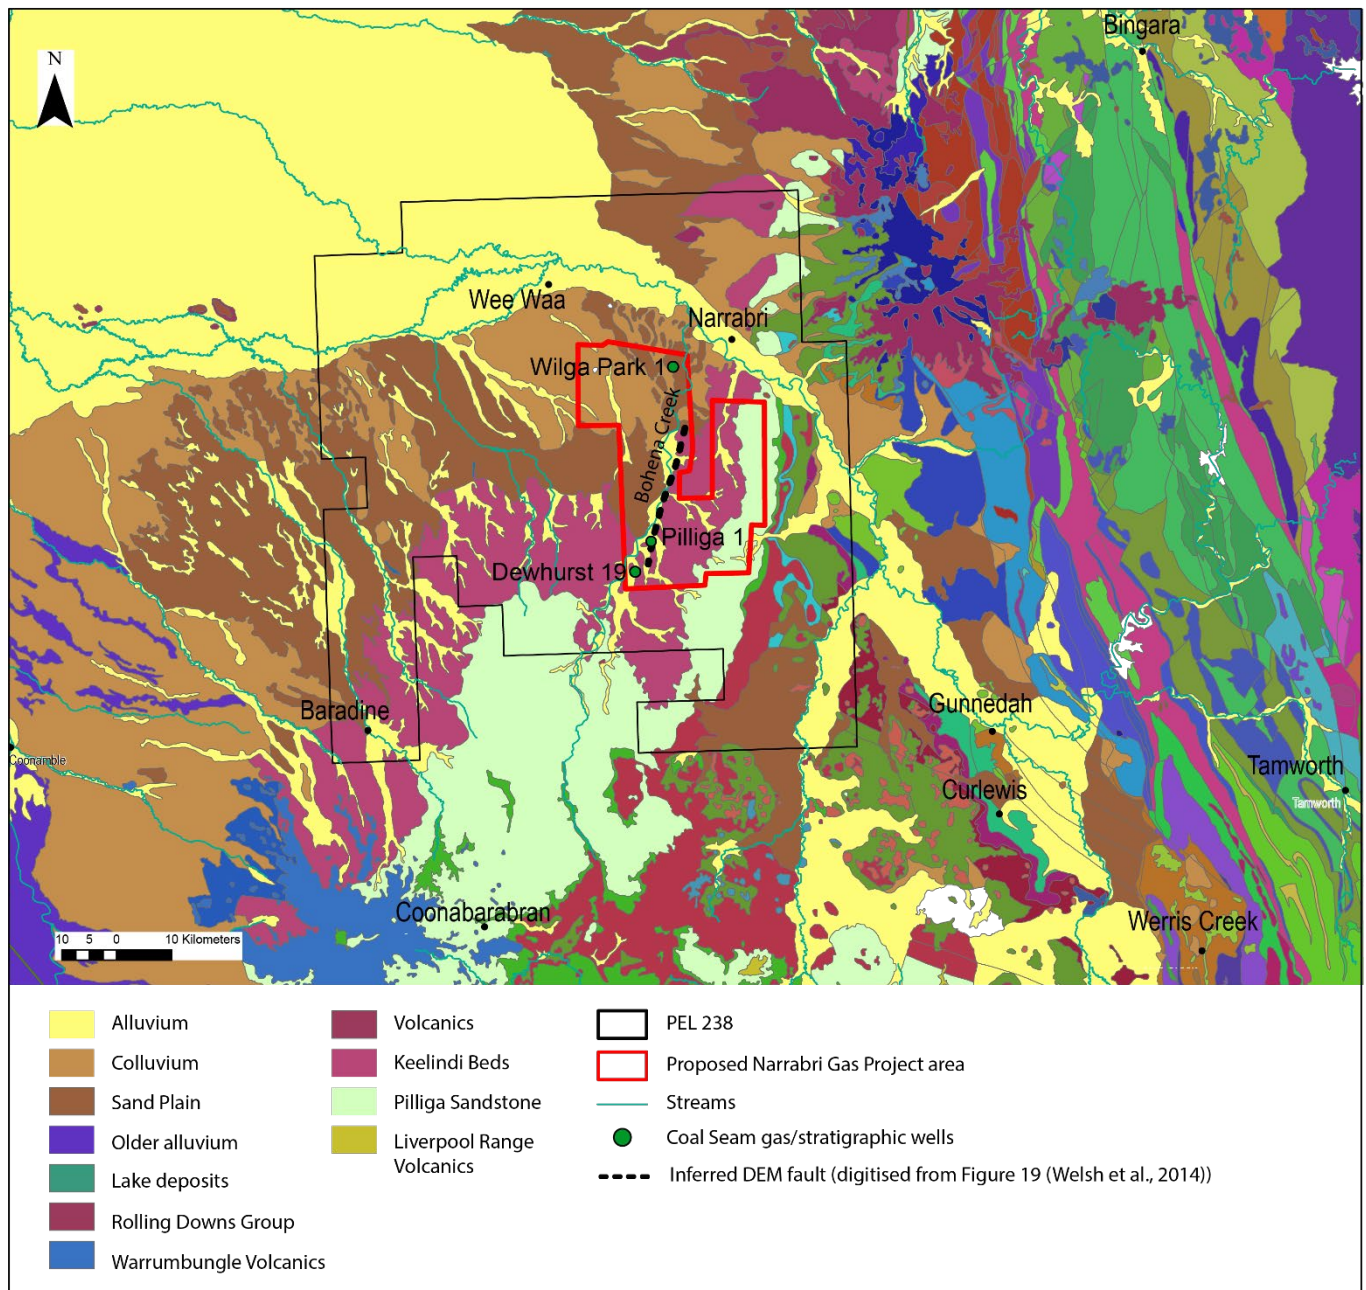 Bingara
N
Wee Waa
Narrabri
Wilga Park 1
Bohena Creek
Pilliga 1
Dewhurst 19
Gunnedah
Baradine
Coonamble
Tamworth
Curlewis
Tamworth
Coonabarabran
Werris Creek
10 5 0 10 Kilometers
Alluvium
Colluvium
Sand Plain
Older alluvium
Lake deposits
Rolling Downs Group
Warrumbungle Volcanics
Volcanics
Keelindi Beds
Pilliga Sandstone
Liverpool Range
Volcanics
PEL 238
Proposed Narrabri Gas Project area
Streams
Coal Seam gas/stratigraphic wells
Inferred DEM fault (digitised from Figure 19 (Welsh et al., 2014))